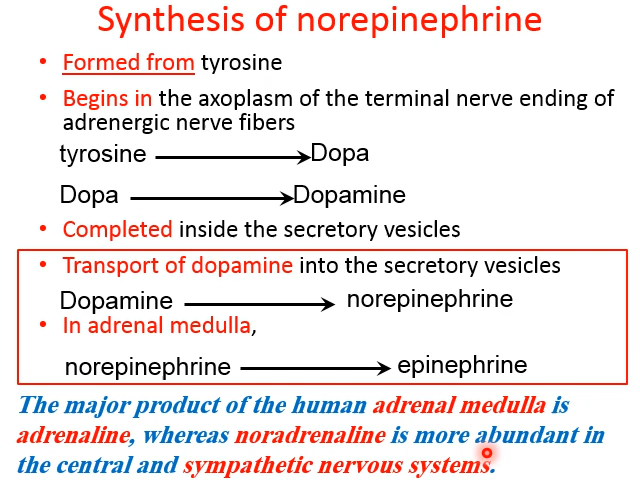 Synthesis of norepinephrine
• Formed from tyrosine
• Begins in the axoplasm of the terminal nerve ending of
adrenergic nerve fibers
tyrosine Dopa
Dopa Dopamine
• Completed inside the secretory vesicles
• Transport of dopamine into the secretory vesicles
Dopamine norepinephrine
• In adrenal medulla,
norepinephrine epinephrine
The major product of the human adrenal medulla is
adrenaline, whereas noradrenaline is more abundant in
the central and sympathetic nervous systems.